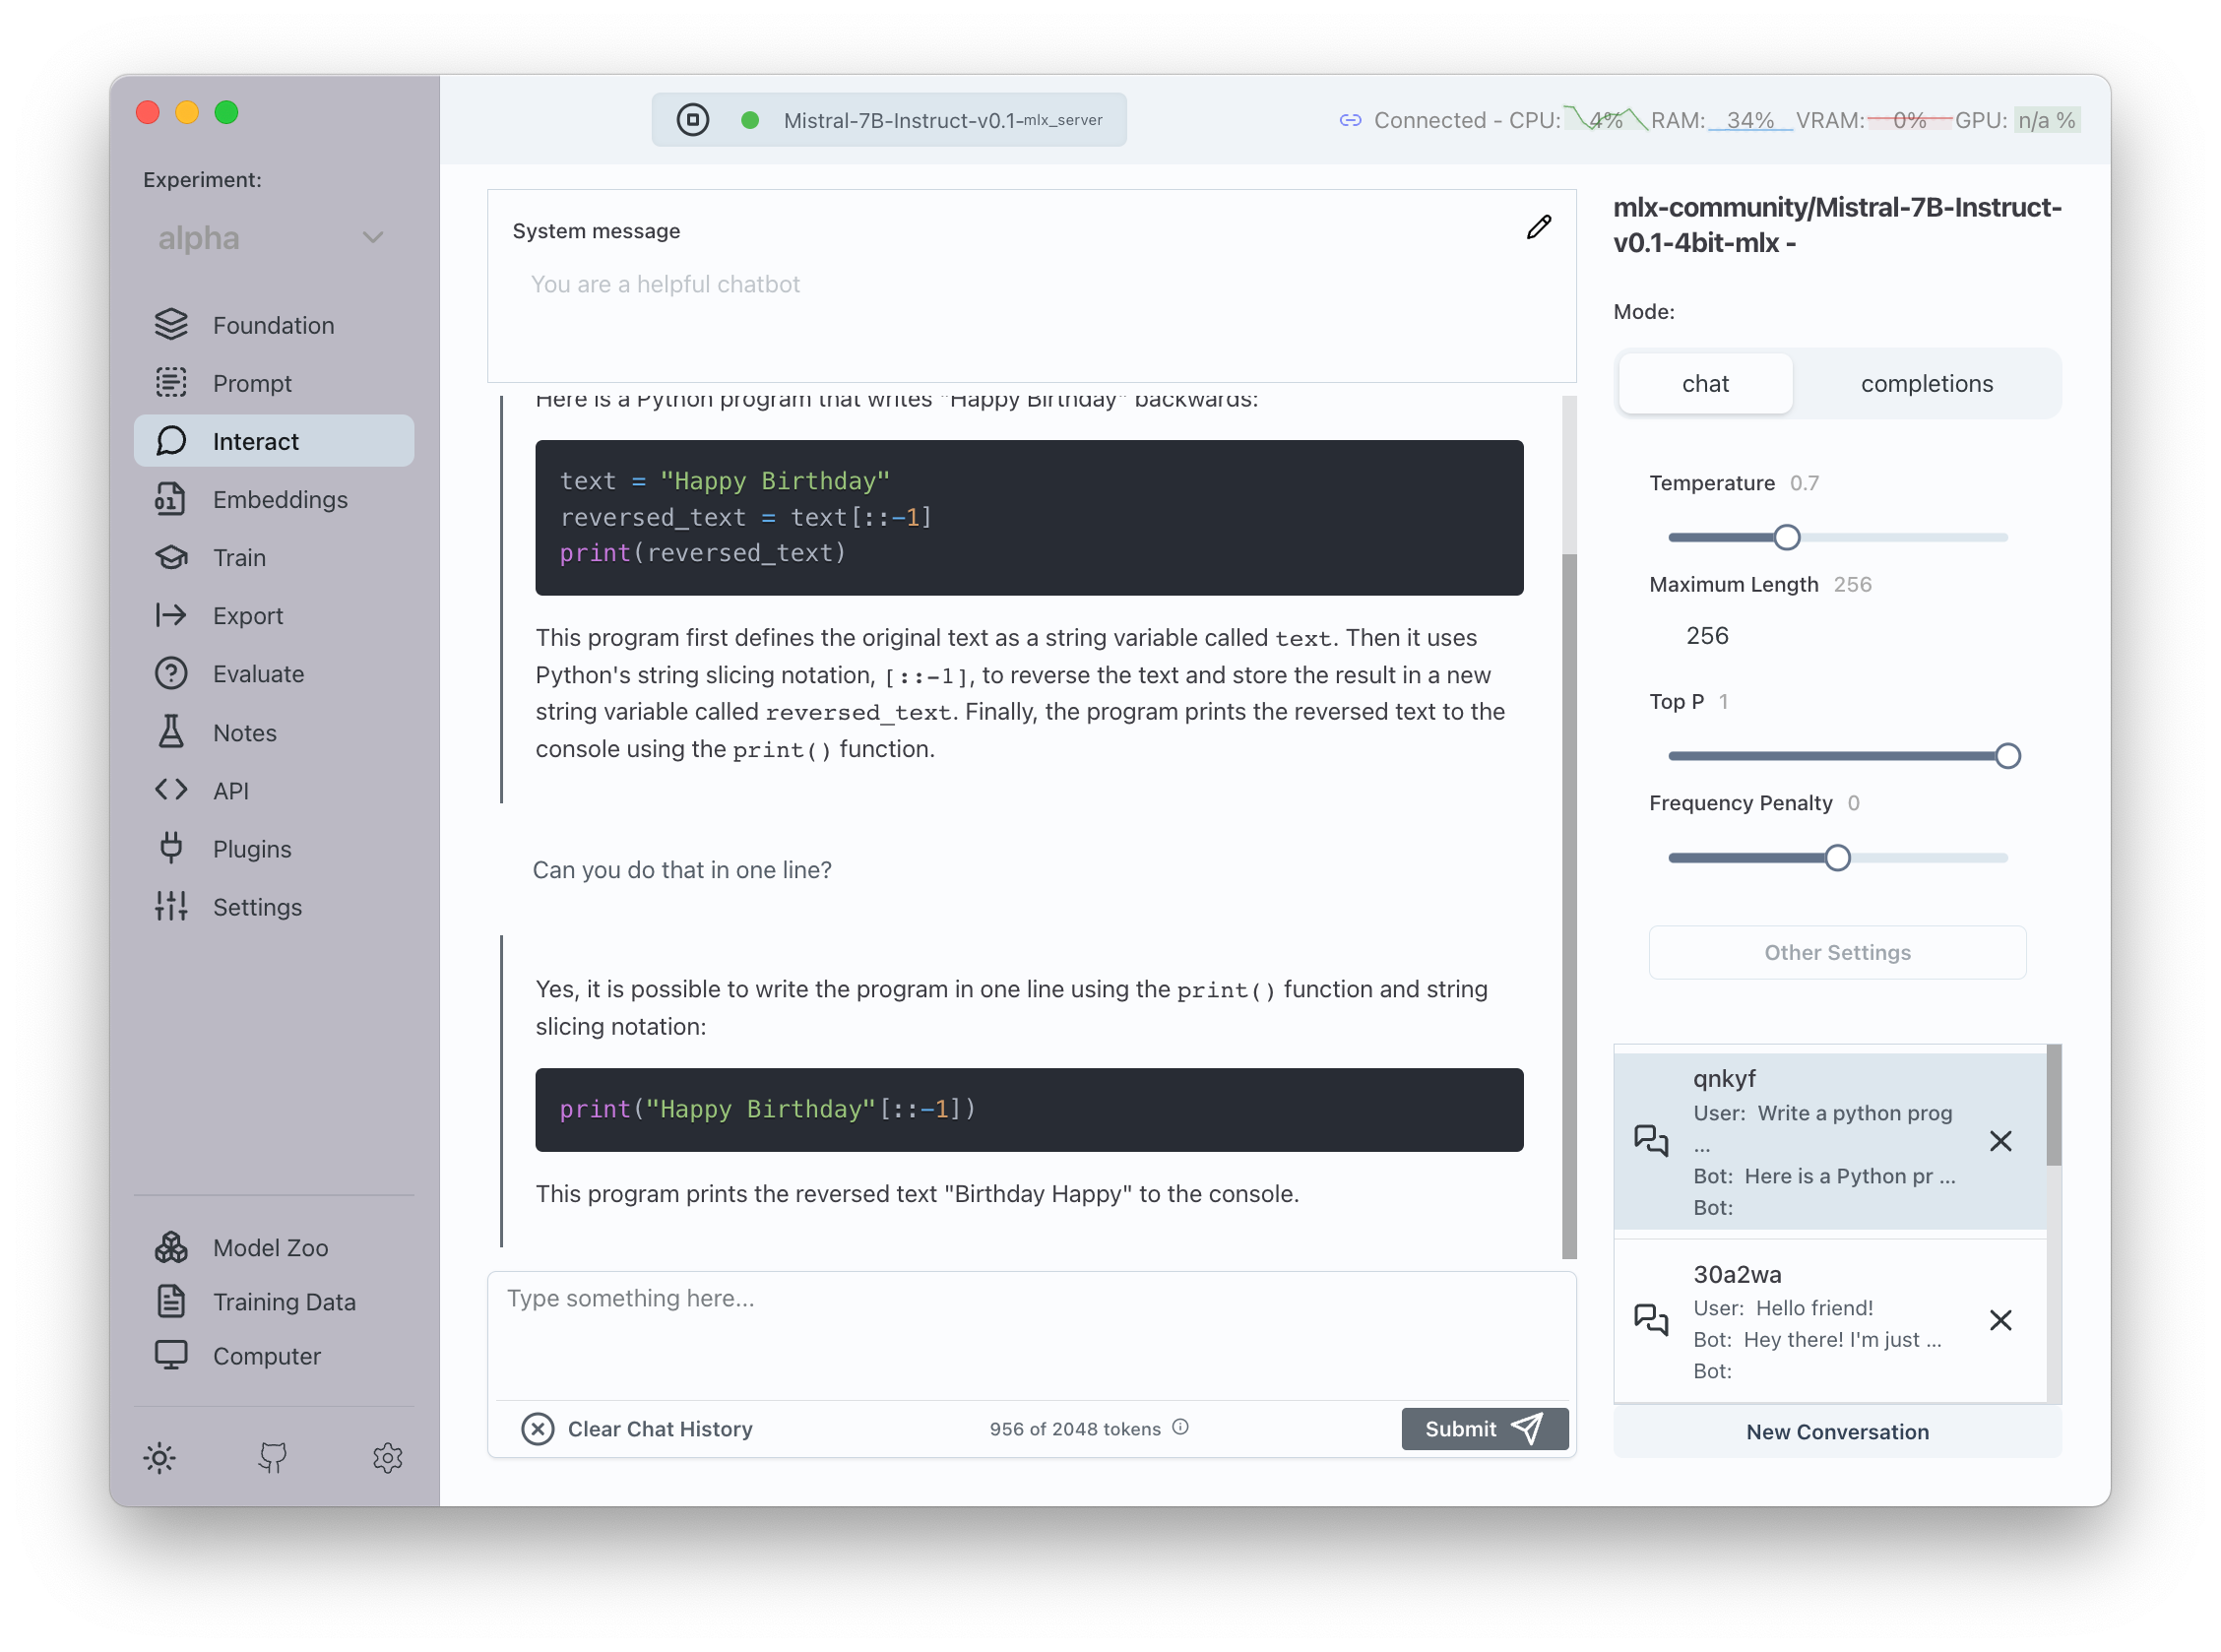 Experiment:
alpha
Foundation
Prompt
Interact
Embeddings
Train
Export
Evaluate
Notes
API
Plugins
Settings
Model Zoo
Training Data
Computer
Mistral-7B-Instruct-v0.1-mlx_server
Connected - CPU: 4% RAM: 34% VRAM: 0% GPU: n/a %
System message
You are a helpful chatbot
Here is a Python program that writes "Happy Birthday" backwards:
text = "Happy Birthday"
reversed_text = text[::-1]
print(reversed_text)
This program first defines the original text as a string variable called text. Then it uses
Python's string slicing notation, [::-1], to reverse the text and store the result in a new
string variable called reversed_text. Finally, the program prints the reversed text to the
console using the print() function.
Can you do that in one line?
Yes, it is possible to write the program in one line using the print() function and string
slicing notation:
print("Happy Birthday"[::-1])
This program prints the reversed text "Birthday Happy" to the console.
Type something here...
Clear Chat History
956 of 2048 tokens
Submit
mlx-community/Mistral-7B-Instruct-
v0.1-4bit-mlx -
Mode:
chat
completions
Temperature 0.7
Maximum Length 256
256
Top P 1
Frequency Penalty 0
Other Settings
qnkyf
User: Write a python prog
...
Bot: Here is a Python pr ...
Bot:
30a2wa
User: Hello friend!
Bot: Hey there! I'm just ...
Bot:
New Conversation